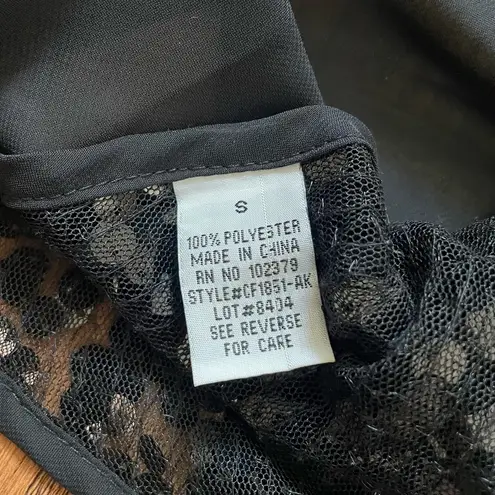 S
100% POLYESTER
MADE IN CHINA
RN NO 102379
STYLE#CF1851-AK
LOT#8404
SEE REVERSE
FOR CARE